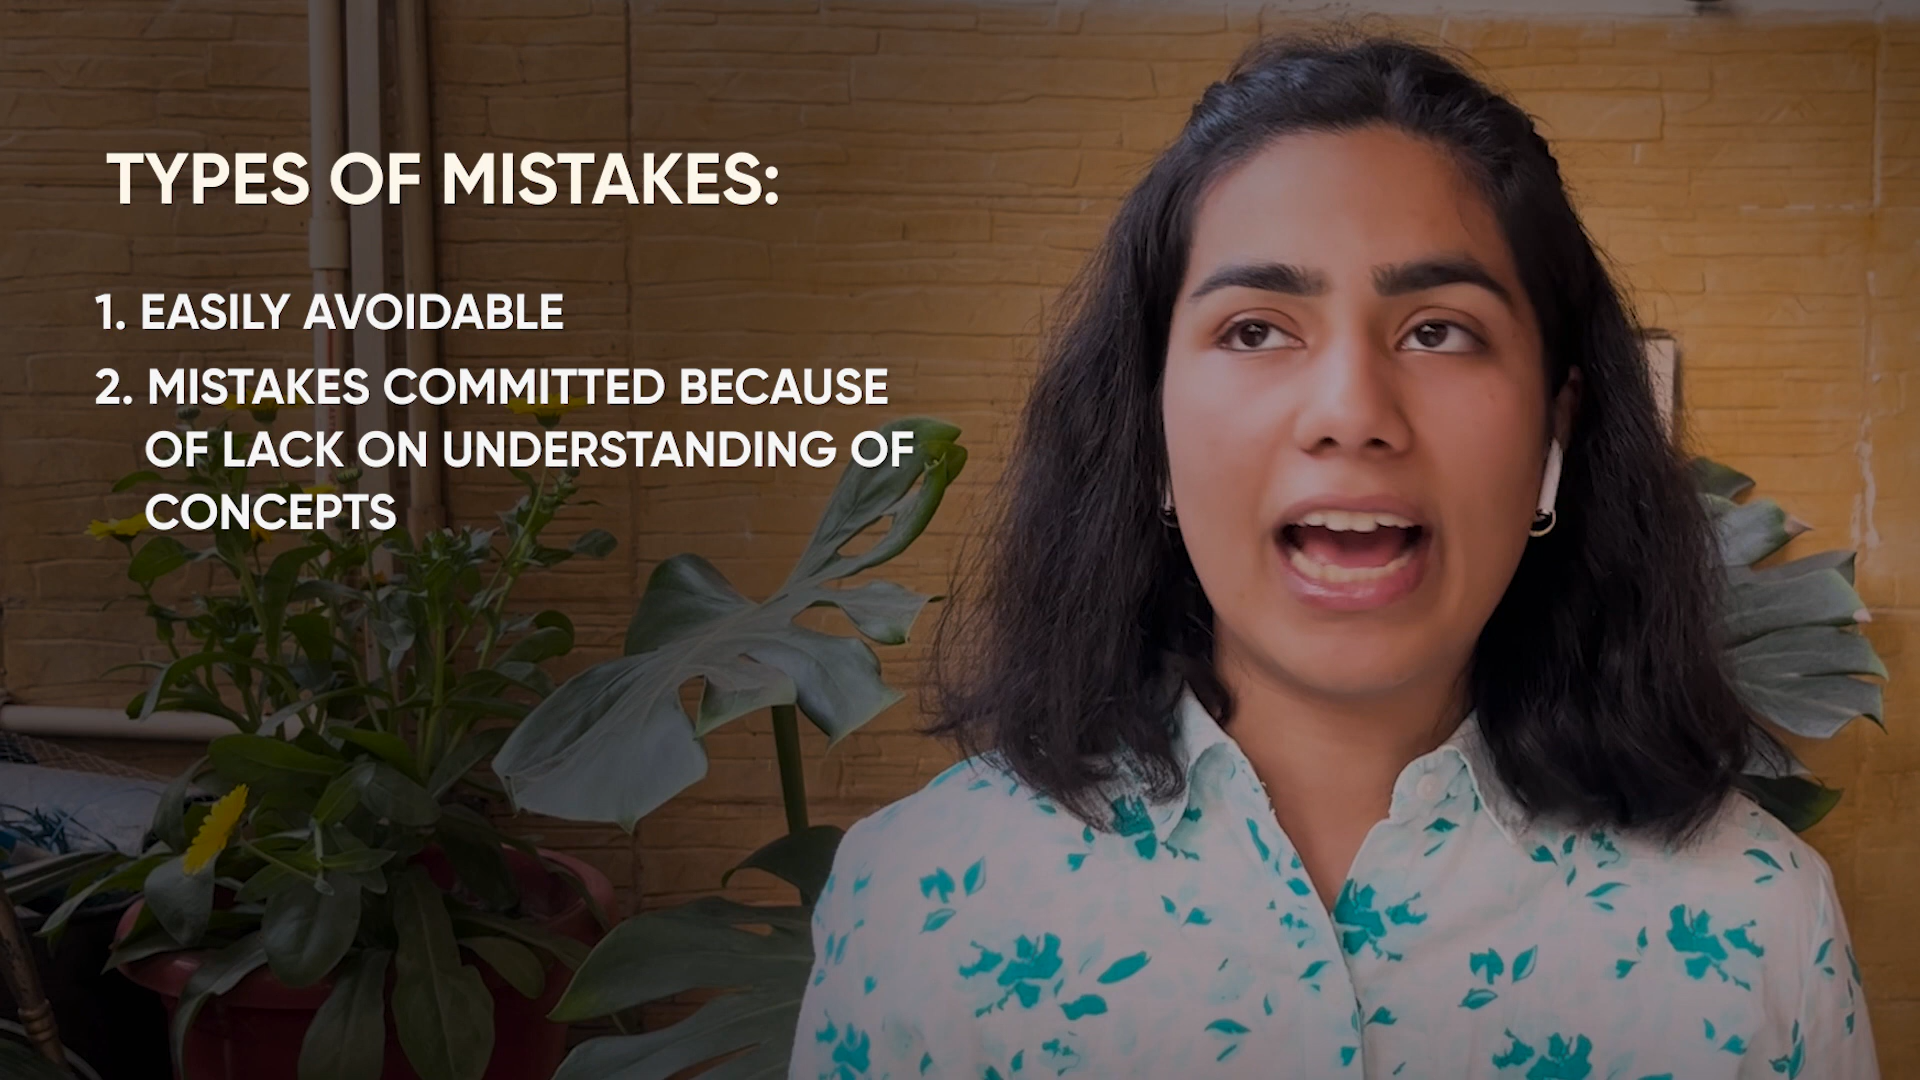 TYPES OF MISTAKES:
1. EASILY AVOIDABLE
2. MISTAKES COMMITTED BECAUSE
OF LACK ON UNDERSTANDING OF
CONCEPTS